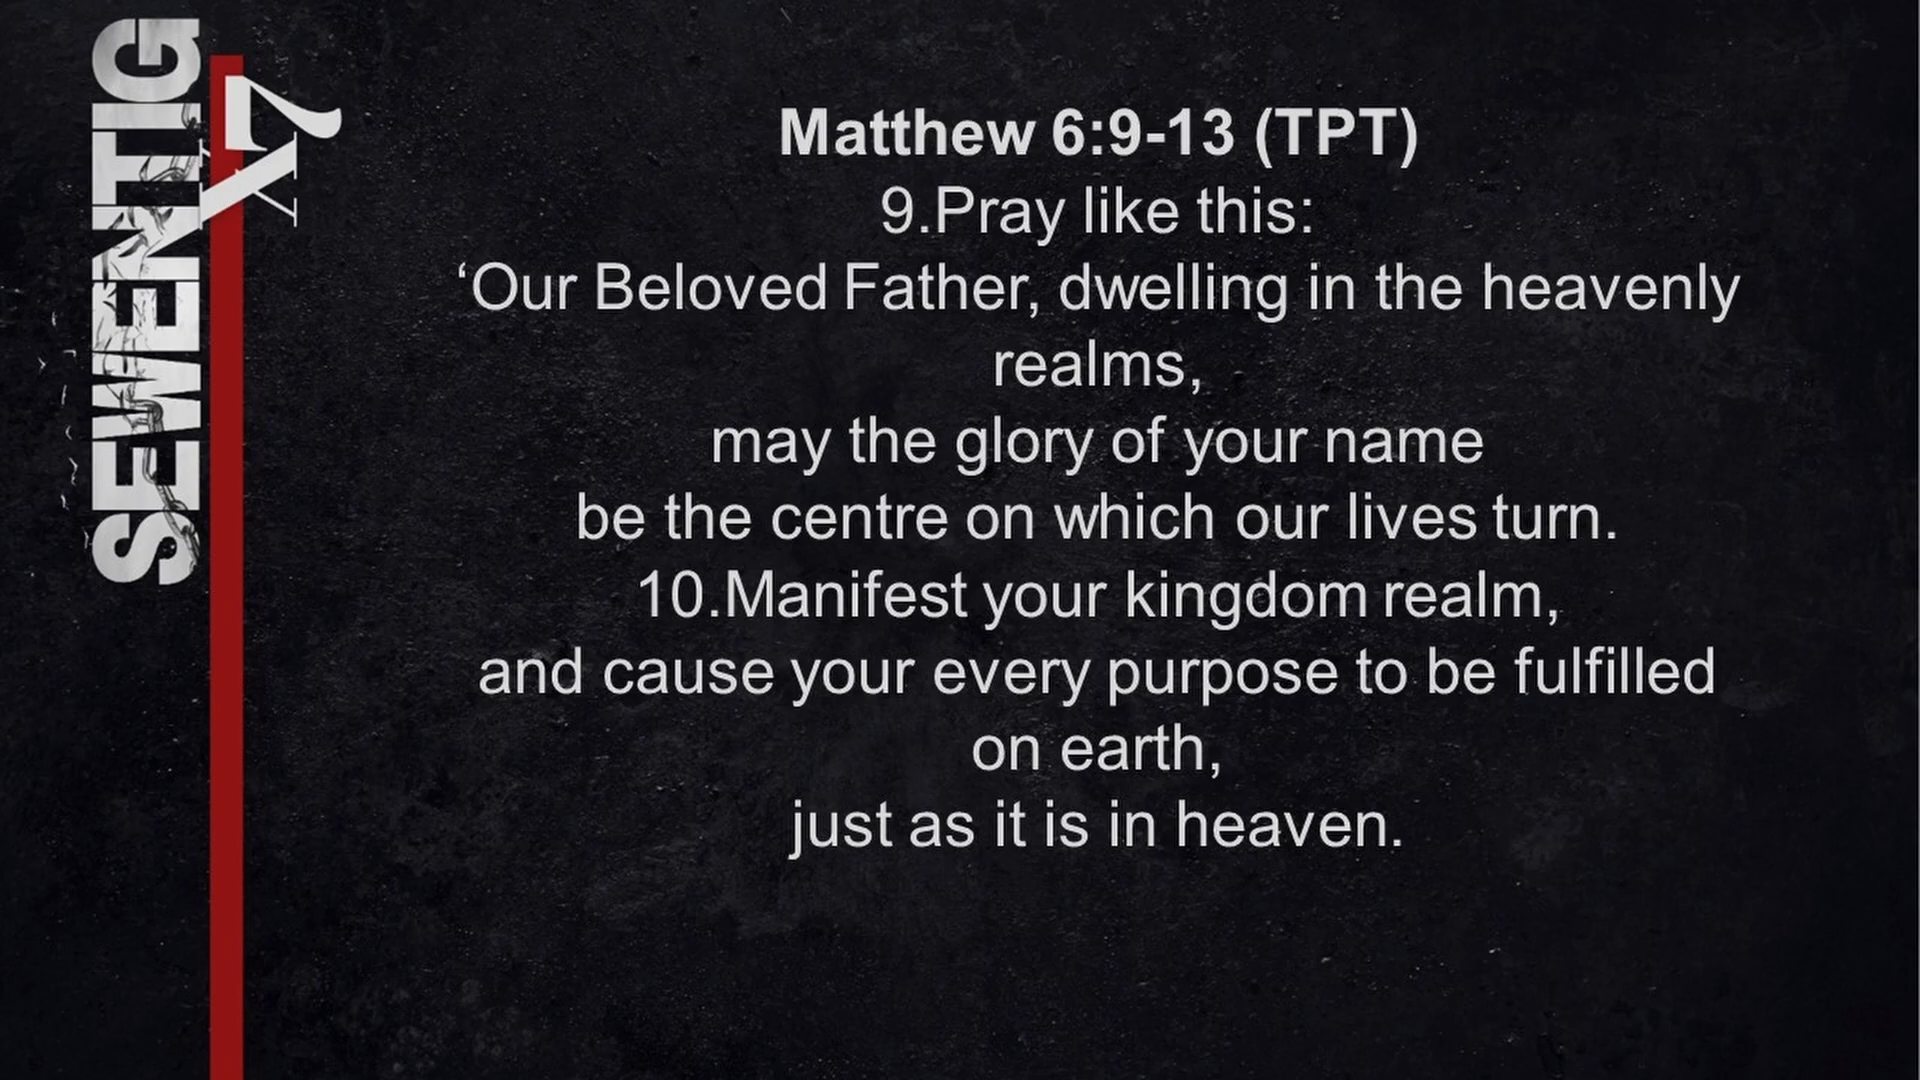 SEWENTIG
X7
Matthew 6:9-13 (TPT)
9.Pray like this:
‘Our Beloved Father, dwelling in the heavenly
realms,
may the glory of your name
be the centre on which our lives turn.
10.Manifest your kingdom realm,
and cause your every purpose to be fulfilled
on earth,
just as it is in heaven.